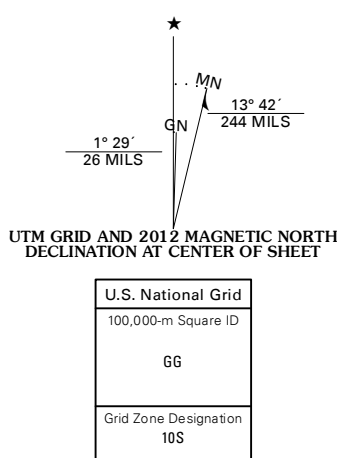 ★
MN
GN
13° 42´
244 MILS
1° 29´
26 MILS
UTM GRID AND 2012 MAGNETIC NORTH
DECLINATION AT CENTER OF SHEET
U.S. National Grid
100,000-m Square ID
GG
Grid Zone Designation
10S